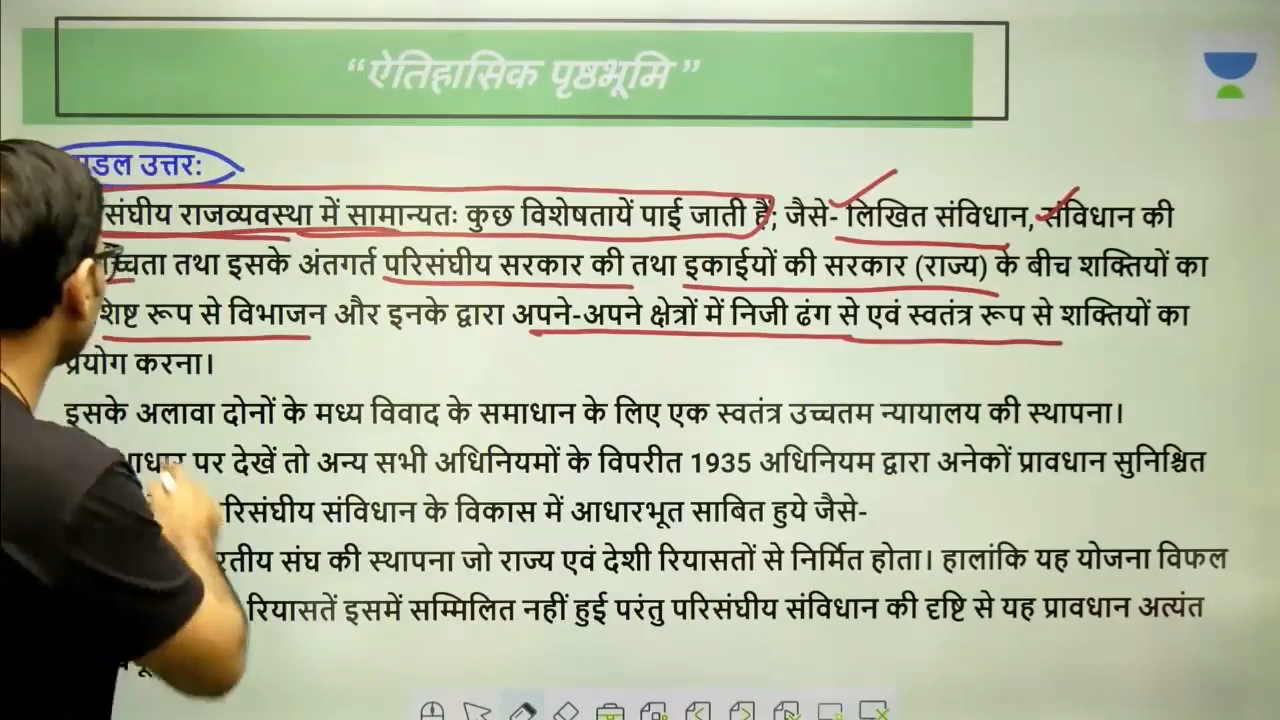 “ऐतिहासिक पृष्ठभूमि ”
उत्तर:
राजव्यवस्था में सामान्यतः कुछ विशेषतायें पाई जाती हैं; जैसे- लिखित संविधान, संविधान की
तथा इसके अंतगर्त परिसंघीय सरकार की तथा इकाईयों की सरकार (राज्य) के बीच शक्तियों का
रूप से विभाजन और इनके द्वारा अपने-अपने क्षेत्रों में निजी ढंग से एवं स्वतंत्र रूप से शक्तियों का
प्रयोग करना।
इसके अलावा दोनों के मध्य विवाद के समाधान के लिए एक स्वतंत्र उच्चतम न्यायालय की स्थापना।
आधार पर देखें तो अन्य सभी अधिनियमों के विपरीत 1935 अधिनियम द्वारा अनेकों प्रावधान सुनिश्चित
संविधान के विकास में आधारभूत साबित हुये जैसे-
संघ की स्थापना जो राज्य एवं देशी रियासतों से निर्मित होता। हालांकि यह योजना विफल
रियासतें इसमें सम्मिलित नहीं हुई परंतु परिसंघीय संविधान की दृष्टि से यह प्रावधान अत्यंत